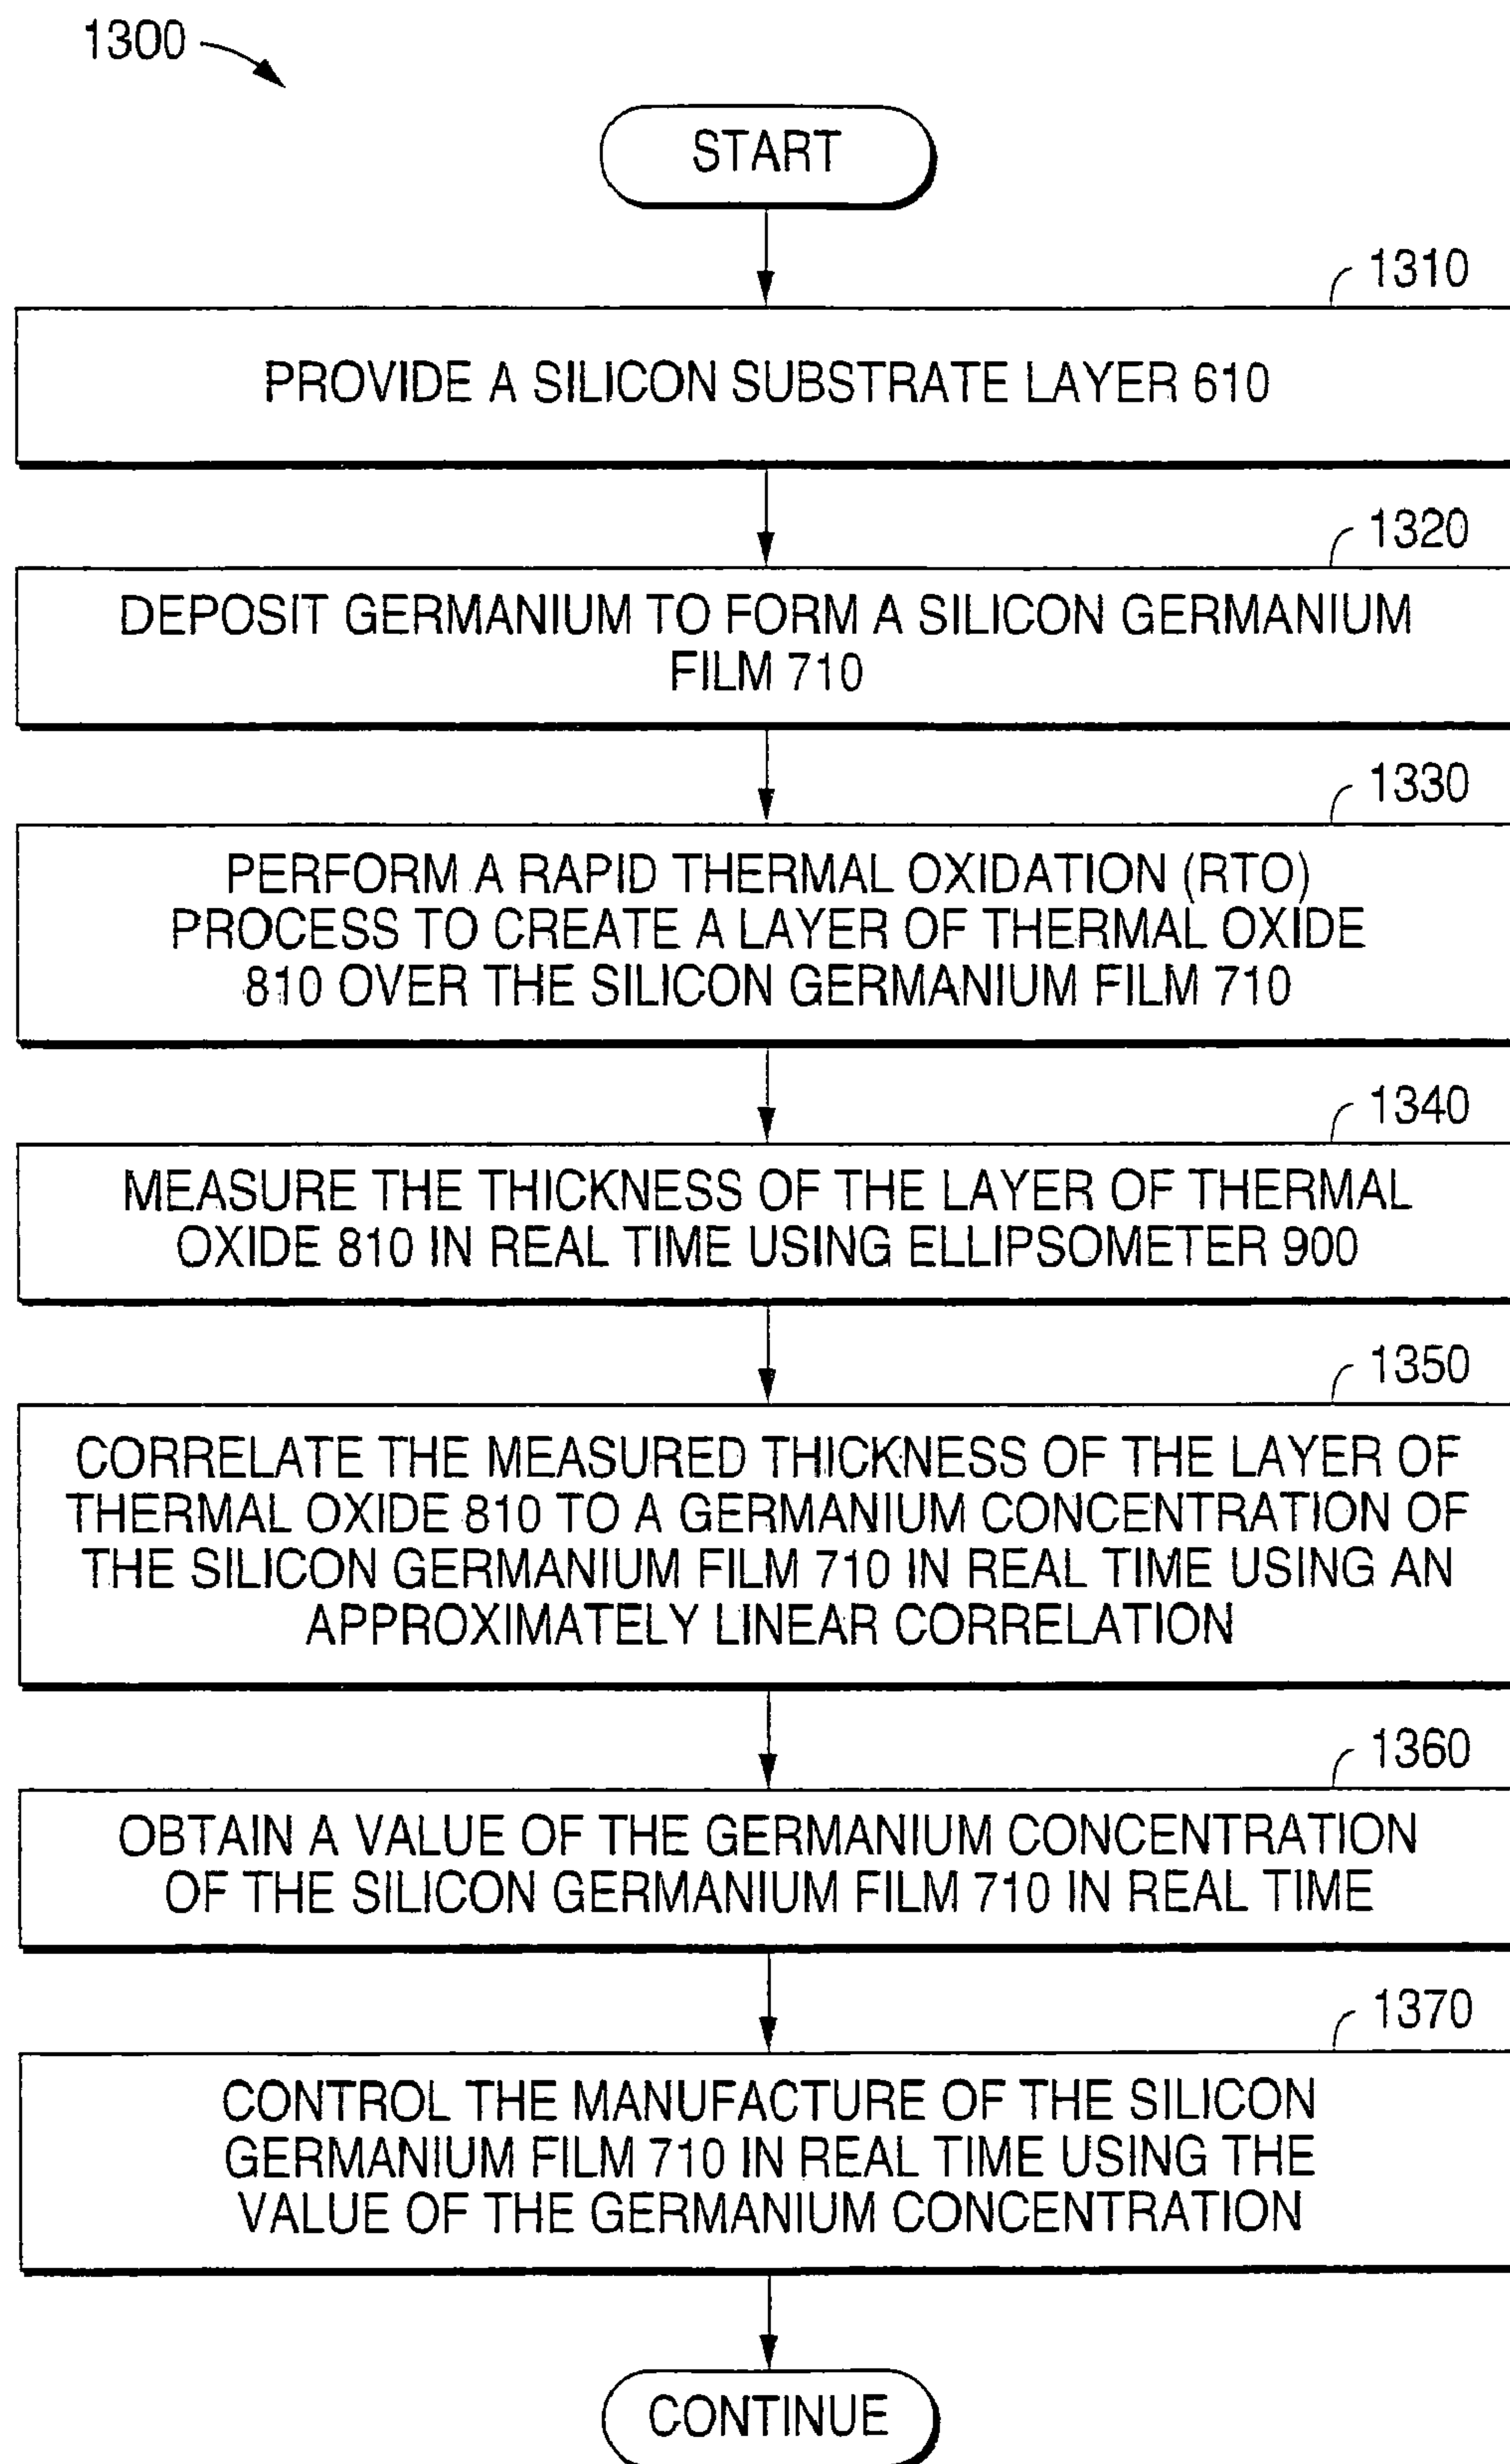 1300
START
1310
PROVIDE A SILICON SUBSTRATE LAYER 610
1320
DEPOSIT GERMANIUM TO FORM A SILICON GERMANIUM
FILM 710
1330
PERFORM A RAPID THERMAL OXIDATION (RTO)
PROCESS TO CREATE A LAYER OF THERMAL OXIDE
810 OVER THE SILICON GERMANIUM FILM 710
1340
MEASURE THE THICKNESS OF THE LAYER OF THERMAL
OXIDE 810 IN REAL TIME USING ELLIPSOMETER 900
1350
CORRELATE THE MEASURED THICKNESS OF THE LAYER OF
THERMAL OXIDE 810 TO A GERMANIUM CONCENTRATION OF
THE SILICON GERMANIUM FILM 710 IN REAL TIME USING AN
APPROXIMATELY LINEAR CORRELATION
1360
OBTAIN A VALUE OF THE GERMANIUM CONCENTRATION
OF THE SILICON GERMANIUM FILM 710 IN REAL TIME
1370
CONTROL THE MANUFACTURE OF THE SILICON
GERMANIUM FILM 710 IN REAL TIME USING THE
VALUE OF THE GERMANIUM CONCENTRATION
CONTINUE